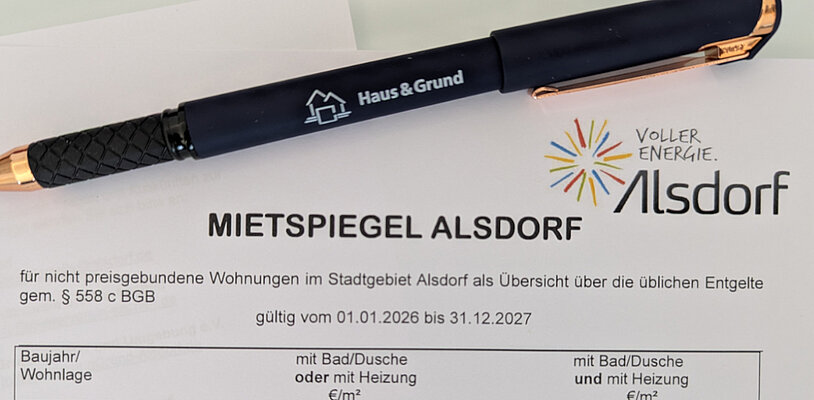 Haus & Grund
VOLLER
ENERGIE.
Alsdorf
MIETSPIEGEL ALSDORF
für nicht preisgebundene Wohnungen im Stadtgebiet Alsdorf als Übersicht über die üblichen Entgelte
gem. § 558 c BGB
gültig vom 01.01.2026 bis 31.12.2027
Baujahr/ mit Bad/Dusche mit Bad/Dusche
Wohnlage oder mit Heizung und mit Heizung
€/m² €/m²